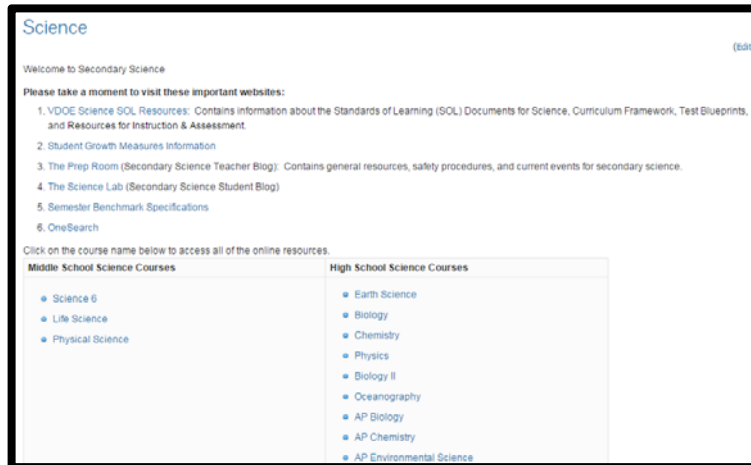 Science
(Edit
Welcome to Secondary Science
Please take a moment to visit these important websites:
1. VDOE Science SOL Resources: Contains information about the Standards of Learning (SOL) Documents for Science, Curriculum Framework, Test Blueprints,
and Resources for Instruction & Assessment.
2. Student Growth Measures Information
3. The Prep Room (Secondary Science Teacher Blog): Contains general resources, safety procedures, and current events for secondary science.
4. The Science Lab (Secondary Science Student Blog)
5. Semester Benchmark Specifications
6. OneSearch
Click on the course name below to access all of the online resources.
Middle School Science Courses
Science 6
Life Science
Physical Science
High School Science Courses
Earth Science
Biology
Chemistry
Physics
Biology II
Oceanography
AP Biology
AP Chemistry
AP Environmental Science